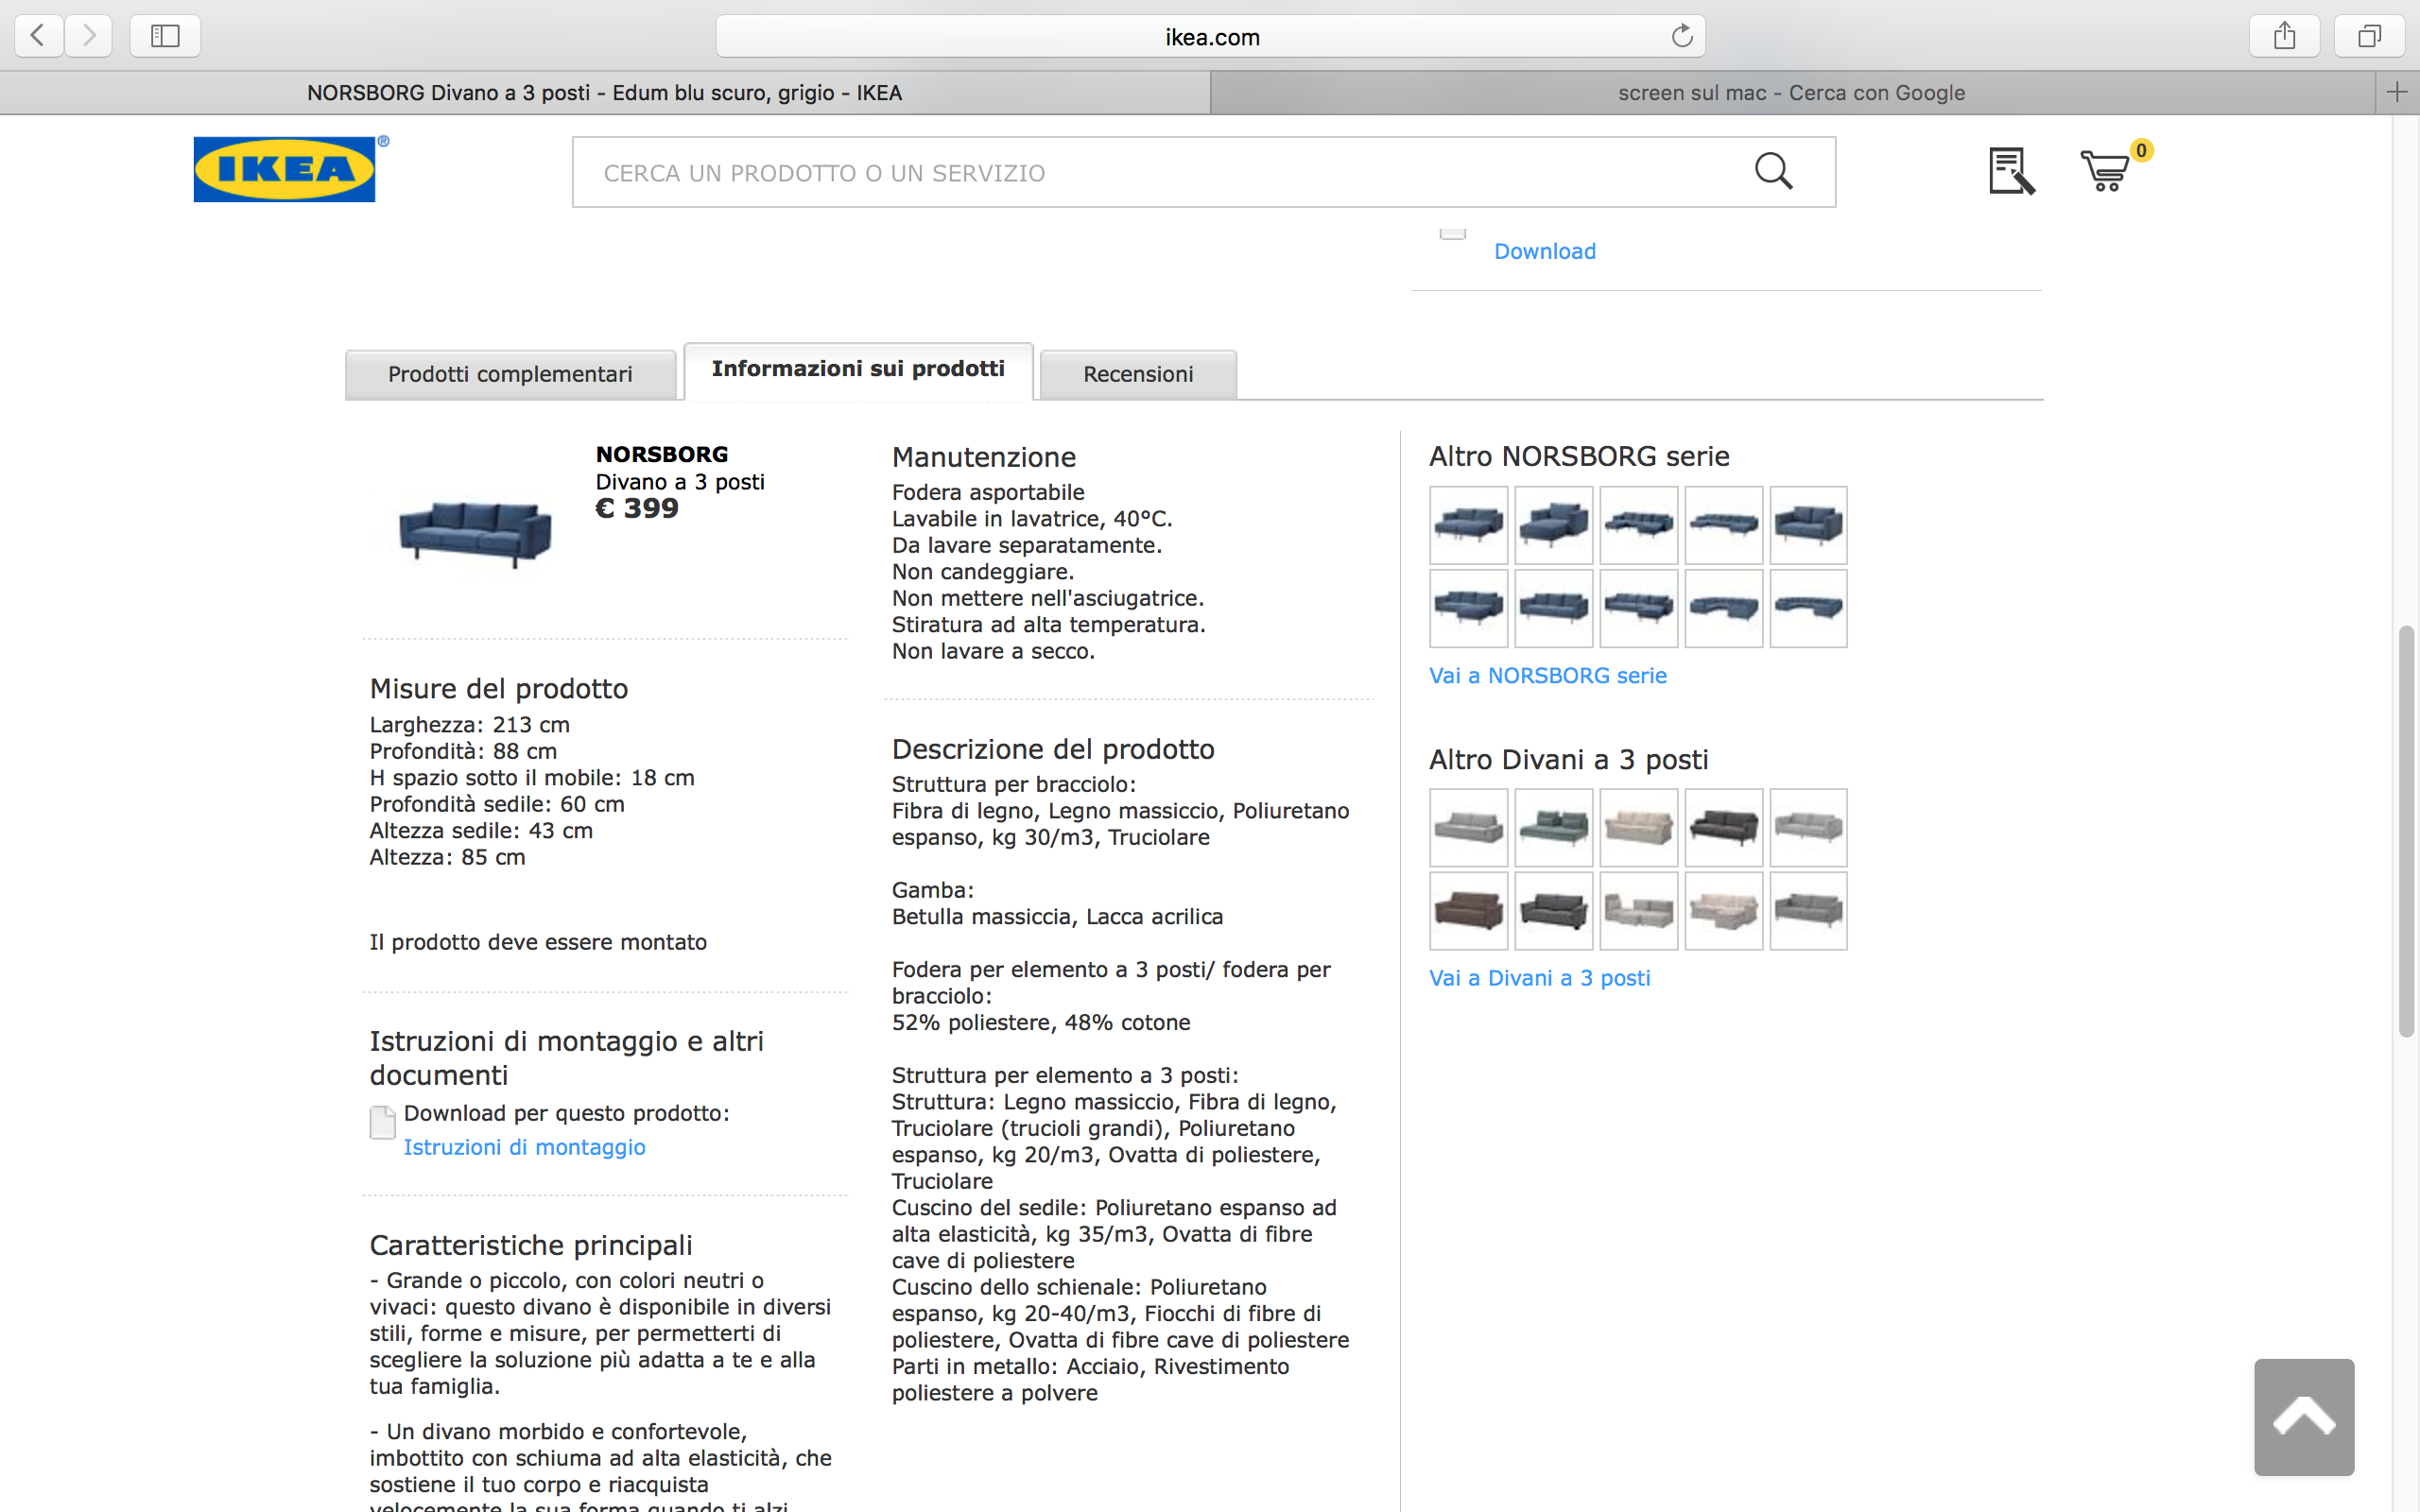 ikea.com
NORSBORG Divano a 3 posti - Edum blu scuro, grigio - IKEA
screen sul mac - Cerca con Google
IKEA®
CERCA UN PRODOTTO O UN SERVIZIO
0
Download
Prodotti complementari
Informazioni sui prodotti
Recensioni
NORSBORG
Divano a 3 posti
€ 399
Misure del prodotto
Larghezza: 213 cm
Profondità: 88 cm
H spazio sotto il mobile: 18 cm
Profondità sedile: 60 cm
Altezza sedile: 43 cm
Altezza: 85 cm
Il prodotto deve essere montato
Istruzioni di montaggio e altri
documenti
Download per questo prodotto:
Istruzioni di montaggio
Caratteristiche principali
- Grande o piccolo, con colori neutri o
vivaci: questo divano è disponibile in diversi
stili, forme e misure, per permetterti di
scegliere la soluzione più adatta a te e alla
tua famiglia.
- Un divano morbido e confortevole,
imbottito con schiuma ad alta elasticità, che
sostiene il tuo corpo e riacquista
velocemente la sua forma quando ti alzi
Manutenzione
Fodera asportabile
Lavabile in lavatrice, 40°C.
Da lavare separatamente.
Non candeggiare.
Non mettere nell'asciugatrice.
Stiratura ad alta temperatura.
Non lavare a secco.
Descrizione del prodotto
Struttura per bracciolo:
Fibra di legno, Legno massiccio, Poliuretano
espanso, kg 30/m3, Truciolare
Gamba:
Betulla massiccia, Lacca acrilica
Fodera per elemento a 3 posti/ fodera per
bracciolo:
52% poliestere, 48% cotone
Struttura per elemento a 3 posti:
Struttura: Legno massiccio, Fibra di legno,
Truciolare (trucioli grandi), Poliuretano
espanso, kg 20/m3, Ovatta di poliestere,
Truciolare
Cuscino del sedile: Poliuretano espanso ad
alta elasticità, kg 35/m3, Ovatta di fibre
cave di poliestere
Cuscino dello schienale: Poliuretano
espanso, kg 20-40/m3, Fiocchi di fibre di
poliestere, Ovatta di fibre cave di poliestere
Parti in metallo: Acciaio, Rivestimento
poliestere a polvere
Altro NORSBORG serie
Vai a NORSBORG serie
Altro Divani a 3 posti
Vai a Divani a 3 posti